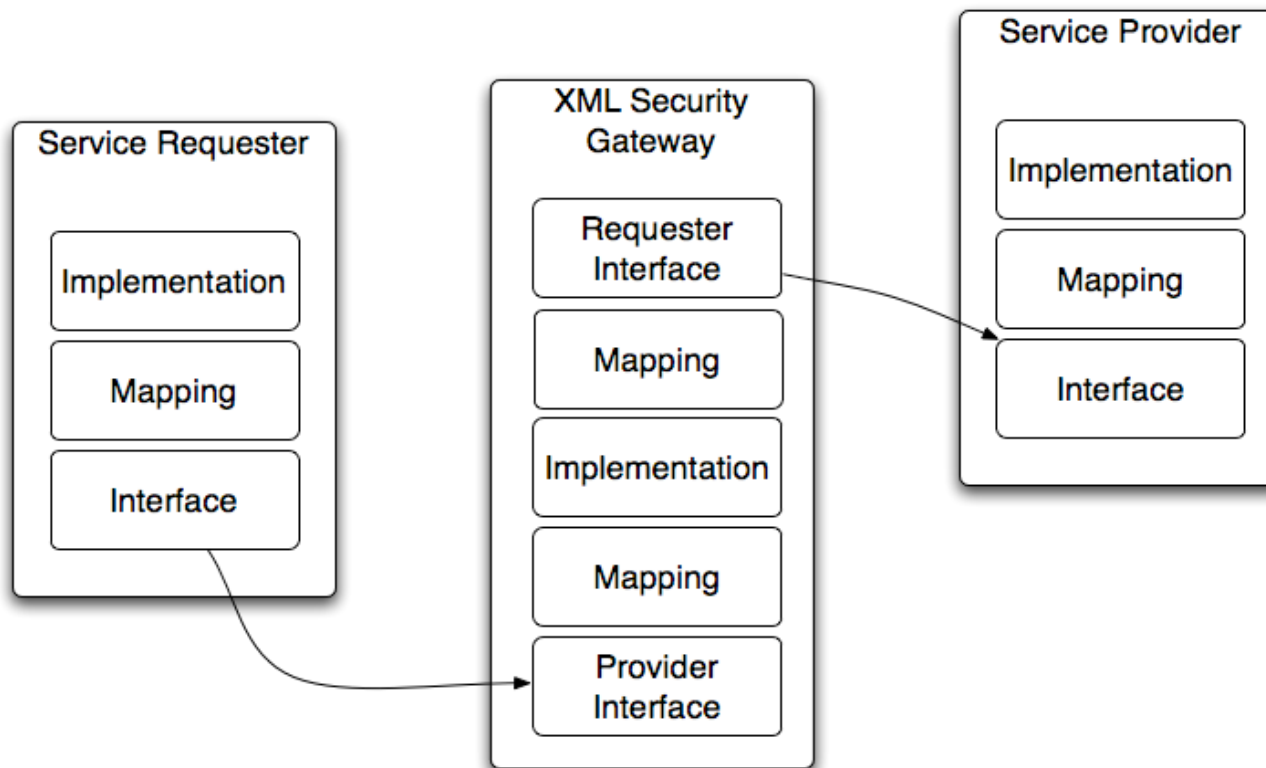 Service Requester
Implementation
Mapping
Interface
XML Security
Gateway
Requester
Interface
Mapping
Implementation
Mapping
Provider
Interface
Service Provider
Implementation
Mapping
Interface